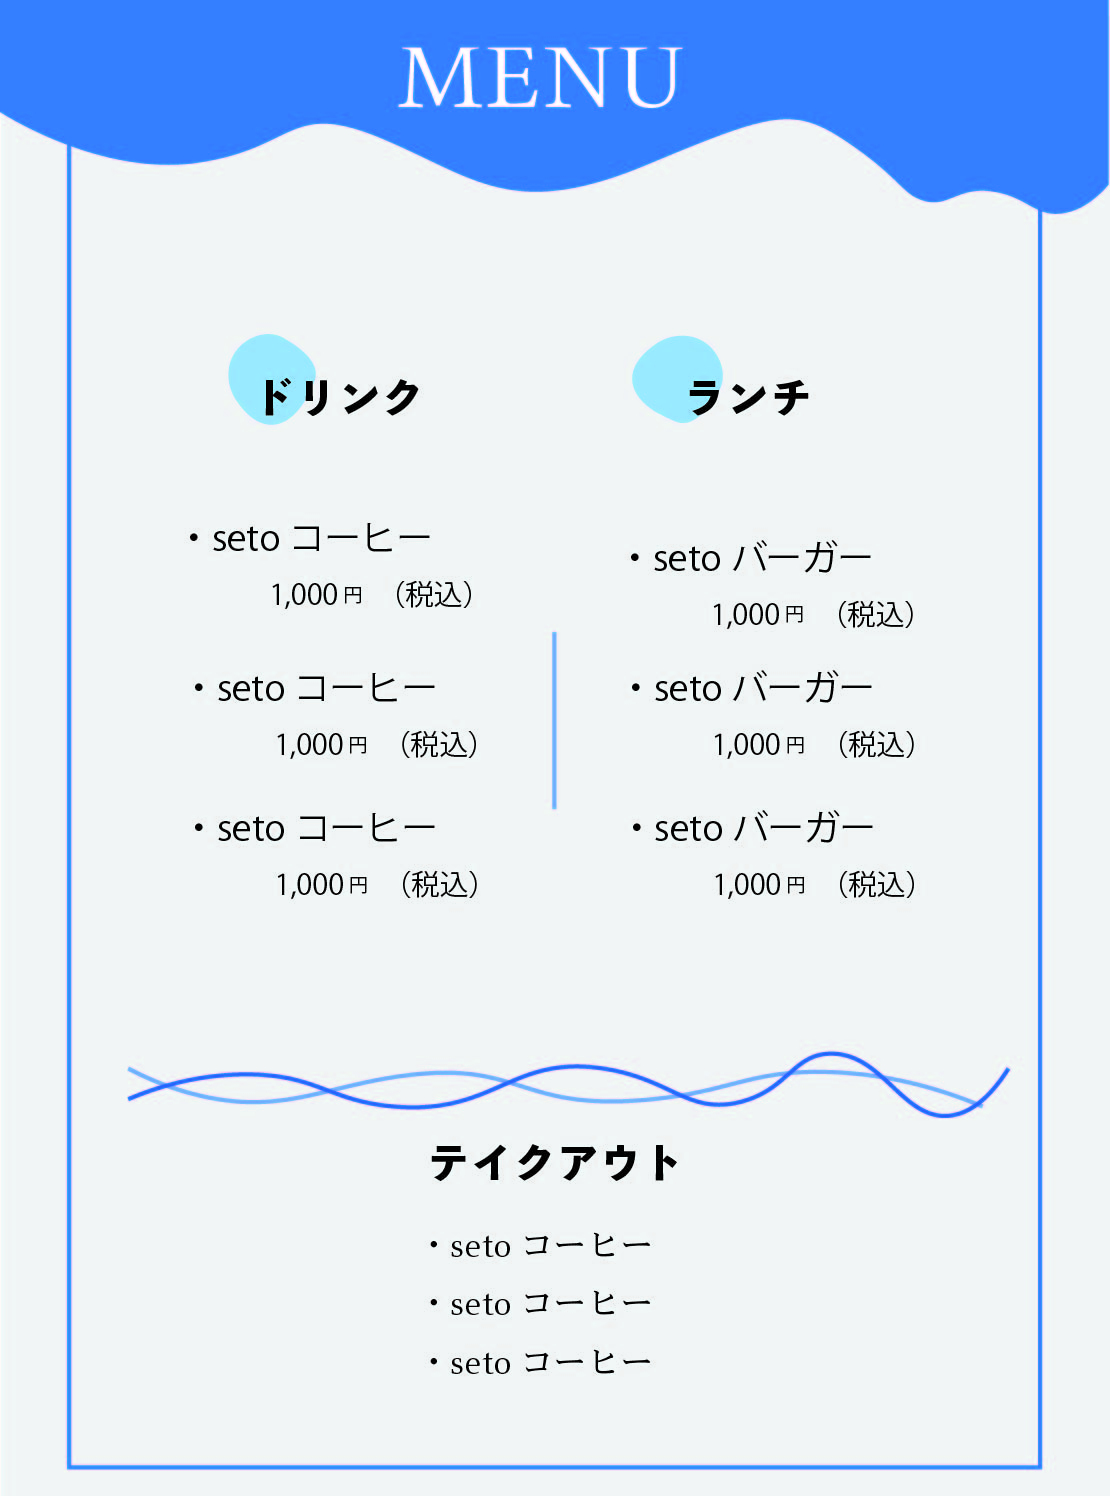 MENU
ドリンク
・seto コーヒー
1,000円 （税込）
・seto コーヒー
1,000円 （税込）
・seto コーヒー
1,000円 （税込）
ランチ
・seto バーガー
1,000円 （税込）
・seto バーガー
1,000円 （税込）
・seto バーガー
1,000円 （税込）
テイクアウト
・seto コーヒー
・seto コーヒー
・seto コーヒー